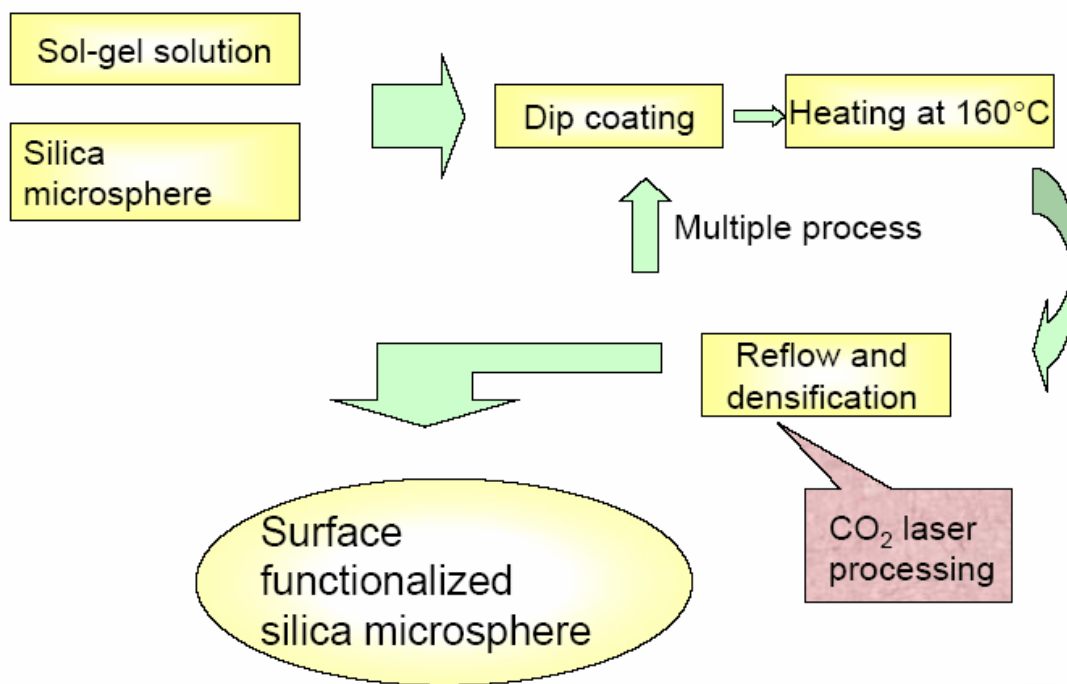 Sol-gel solution
Silica
microsphere
Dip coating
Heating at 160°C
Multiple process
Reflow and
densification
CO₂ laser
processing
Surface
functionalized
silica microsphere